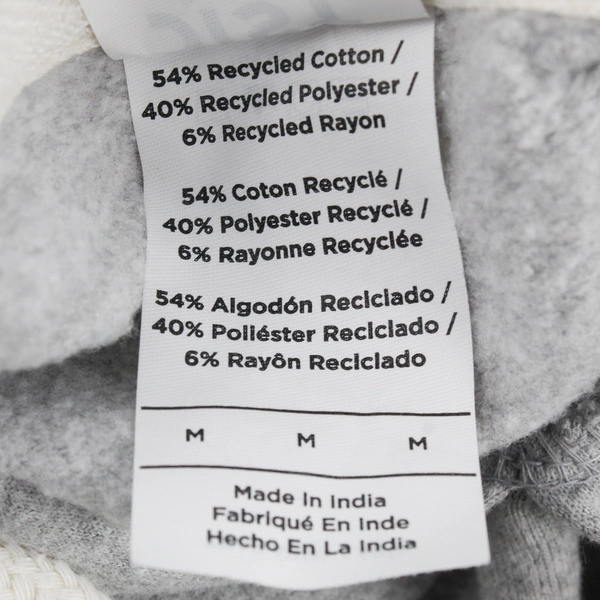 54% Recycled Cotton /
40% Recycled Polyester /
6% Recycled Rayon
54% Coton Recyclé /
40% Polyester Recyclé /
6% Rayonne Recyclée
54% Algodón Reciclado /
40% Poliéster Reciclado /
6% Rayôn Reciclado
M M M
Made In India
Fabriqué En Inde
Hecho En La India